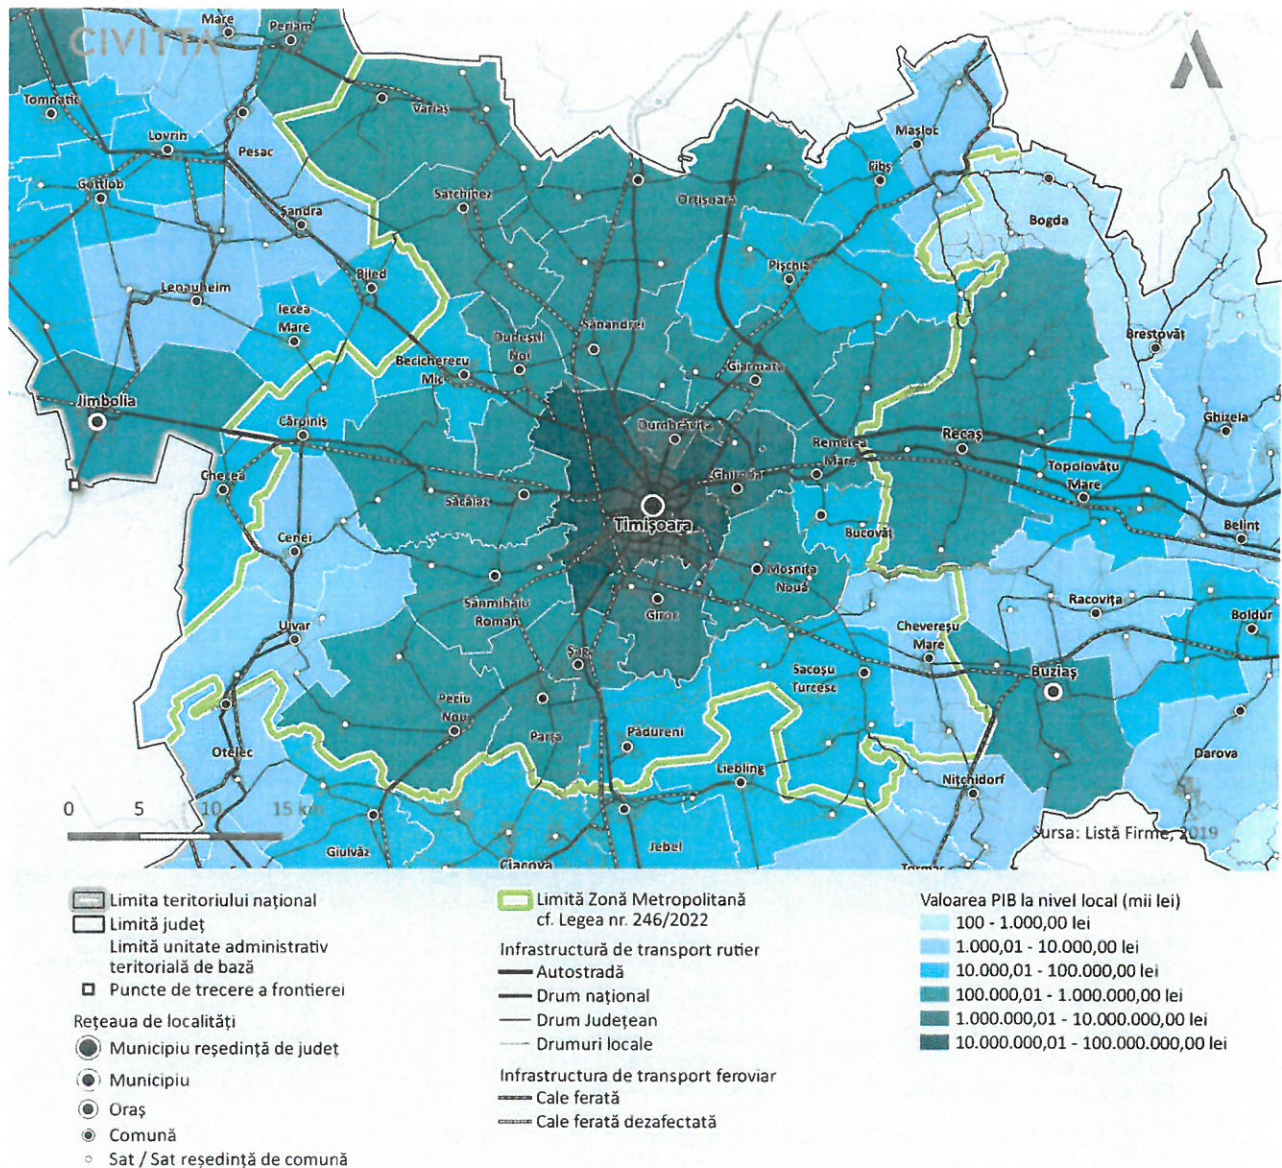 CIVITTA
Mare
Periam
Tomnatic
Variaș
Lovrin
Pesac
Mașloc
Fibiș
Gottlob
Satchinez
Orțișoara
Șandra
Bogda
Biled
Pișchia
Lenauheim
Iecea
Mare
Dudeștii
Noi
Sânandrei
Brestovăț
Becicherecu
Mic
Giarmata
Jimbolia
Cărpiniș
Dumbrăvița
Ghizela
Remetea
Mare
Recaș
Checea
Ghiroda
Topolovățu
Mare
Săcălaz
Timișoara
Bucovăț
Belinț
Cenei
Moșnița
Nouă
Sânmihaiu
Roman
Giroc
Racovița
Uivar
Chevereșu
Mare
Boldur
Șag
Sacoșu
Turcesc
Buziaș
Peciu
Nou
Parța
Pădureni
Otelec
Darova
Liebling
Nițchidorf
0 5 10 15 km
Sursa: Listă Firme, 2019
Giulvăz
Jebel
Ciacova
Tormac
Limita teritoriului național
Limită județ
Limită unitate administrativ
teritorială de bază
Puncte de trecere a frontierei
Rețeaua de localități
Municipiu reședință de județ
Municipiu
Oraș
Comună
Sat / Sat reședință de comună
Limită Zonă Metropolitană
cf. Legea nr. 246/2022
Infrastructură de transport rutier
Autostradă
Drum național
Drum Județean
Drumuri locale
Infrastructura de transport feroviar
Cale ferată
Cale ferată dezafectată
Valoarea PIB la nivel local (mii lei)
100 - 1.000,00 lei
1.000,01 - 10.000,00 lei
10.000,01 - 100.000,00 lei
100.000,01 - 1.000.000,00 lei
1.000.000,01 - 10.000.000,00 lei
10.000.000,01 - 100.000.000,00 lei